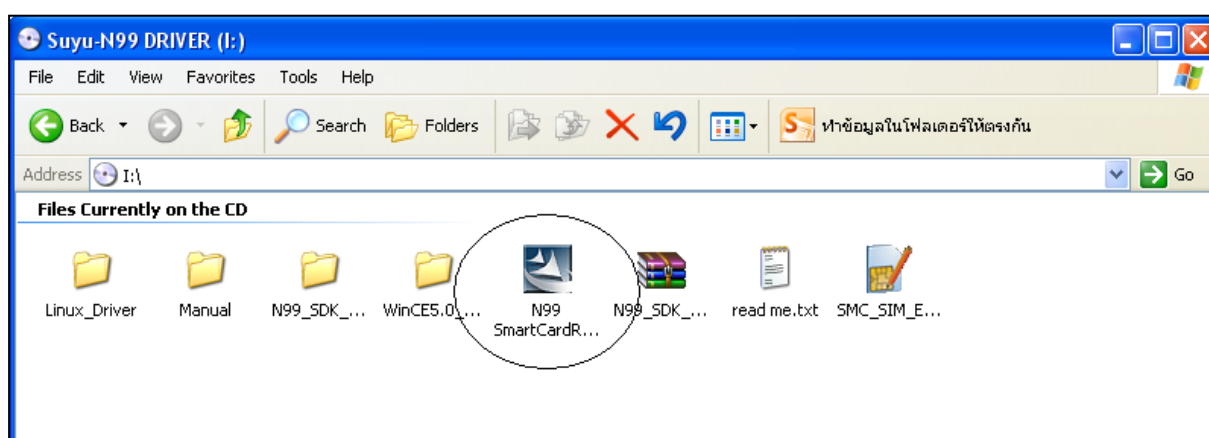 Suyu-N99 DRIVER (I:)
File Edit View Favorites Tools Help
Back Search Folders ทำข้อมูลในโฟลเดอร์ให้ตรงกัน
Address I:\ Go
Files Currently on the CD
Linux_Driver Manual N99_SDK_... WinCE5.0_... N99 N99_SDK_... read me.txt SMC_SIM_E...
SmartCardR...